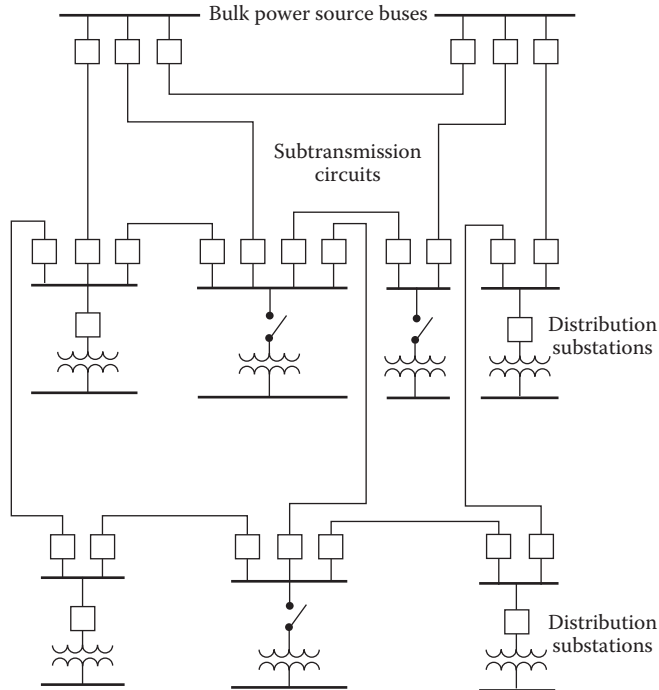 Bulk power source buses
Subtransmission
circuits
Distribution
substations
Distribution
substations